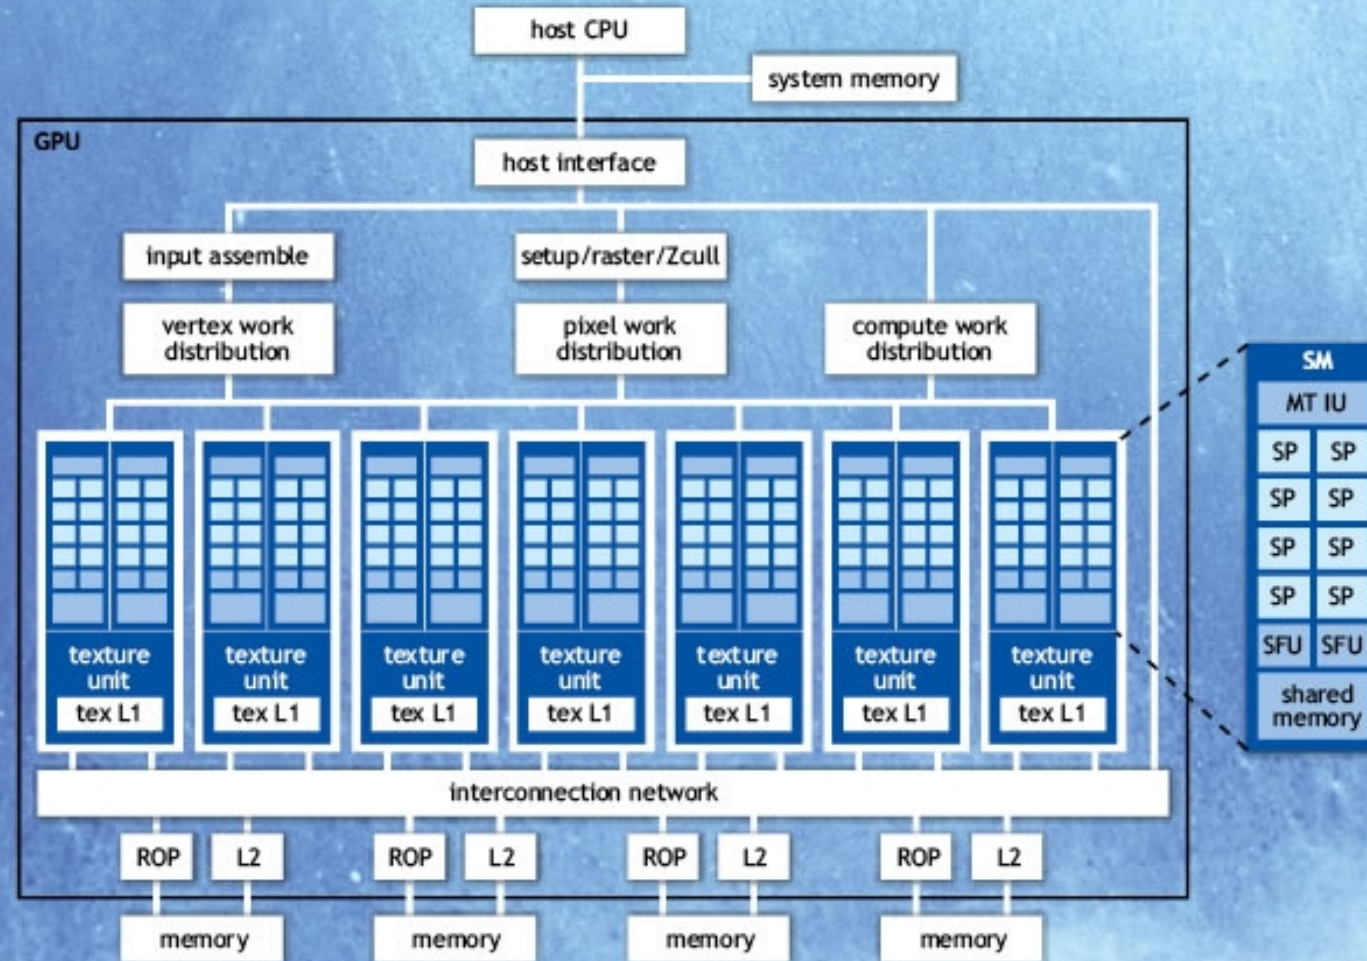 host CPU
system memory
GPU
host interface
input assemble
setup/raster/Zcull
vertex work
distribution
pixel work
distribution
compute work
distribution
SM
MT IU
SP SP
SP SP
SP SP
SP SP
SFU SFU
shared
memory
texture
unit
tex L1
texture
unit
tex L1
texture
unit
tex L1
texture
unit
tex L1
texture
unit
tex L1
texture
unit
tex L1
texture
unit
tex L1
interconnection network
ROP L2 ROP L2 ROP L2 ROP L2
memory memory memory memory